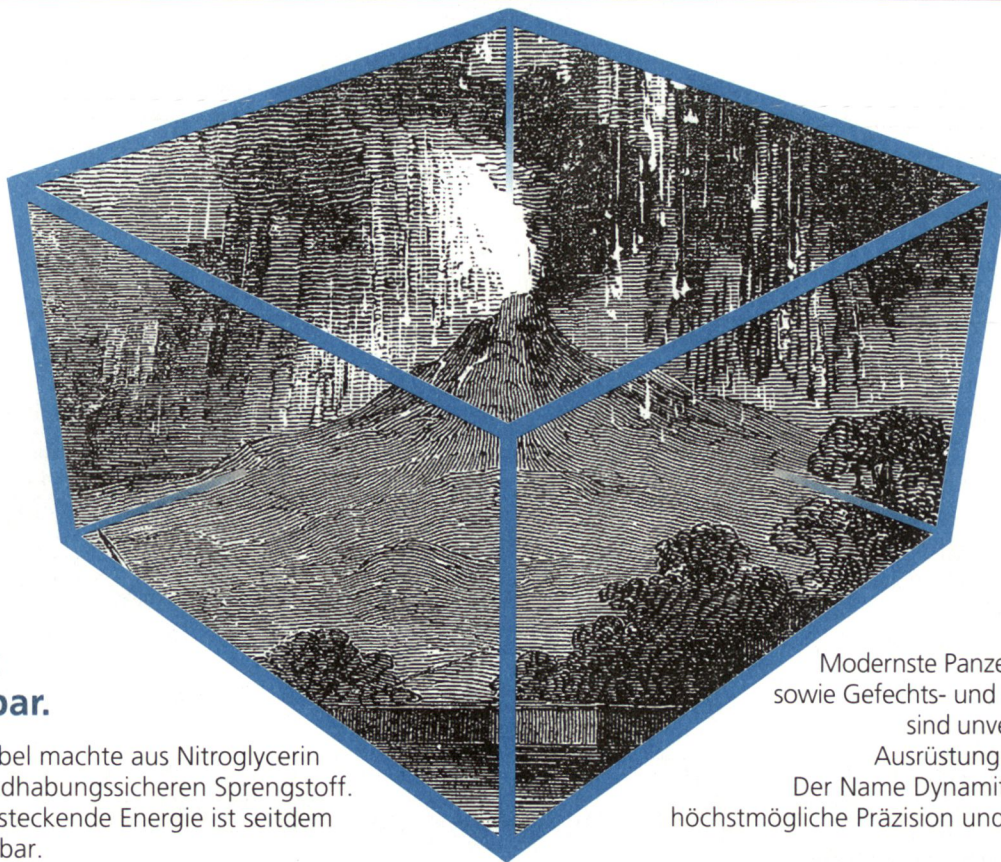 bar.
bel machte aus Nitroglycerin
dhabungssicheren Sprengstoff.
steckende Energie ist seitdem
bar.
Modernste Panze
sowie Gefechts- und
sind unve
Ausrüstung
Der Name Dynamit
höchstmögliche Präzision und